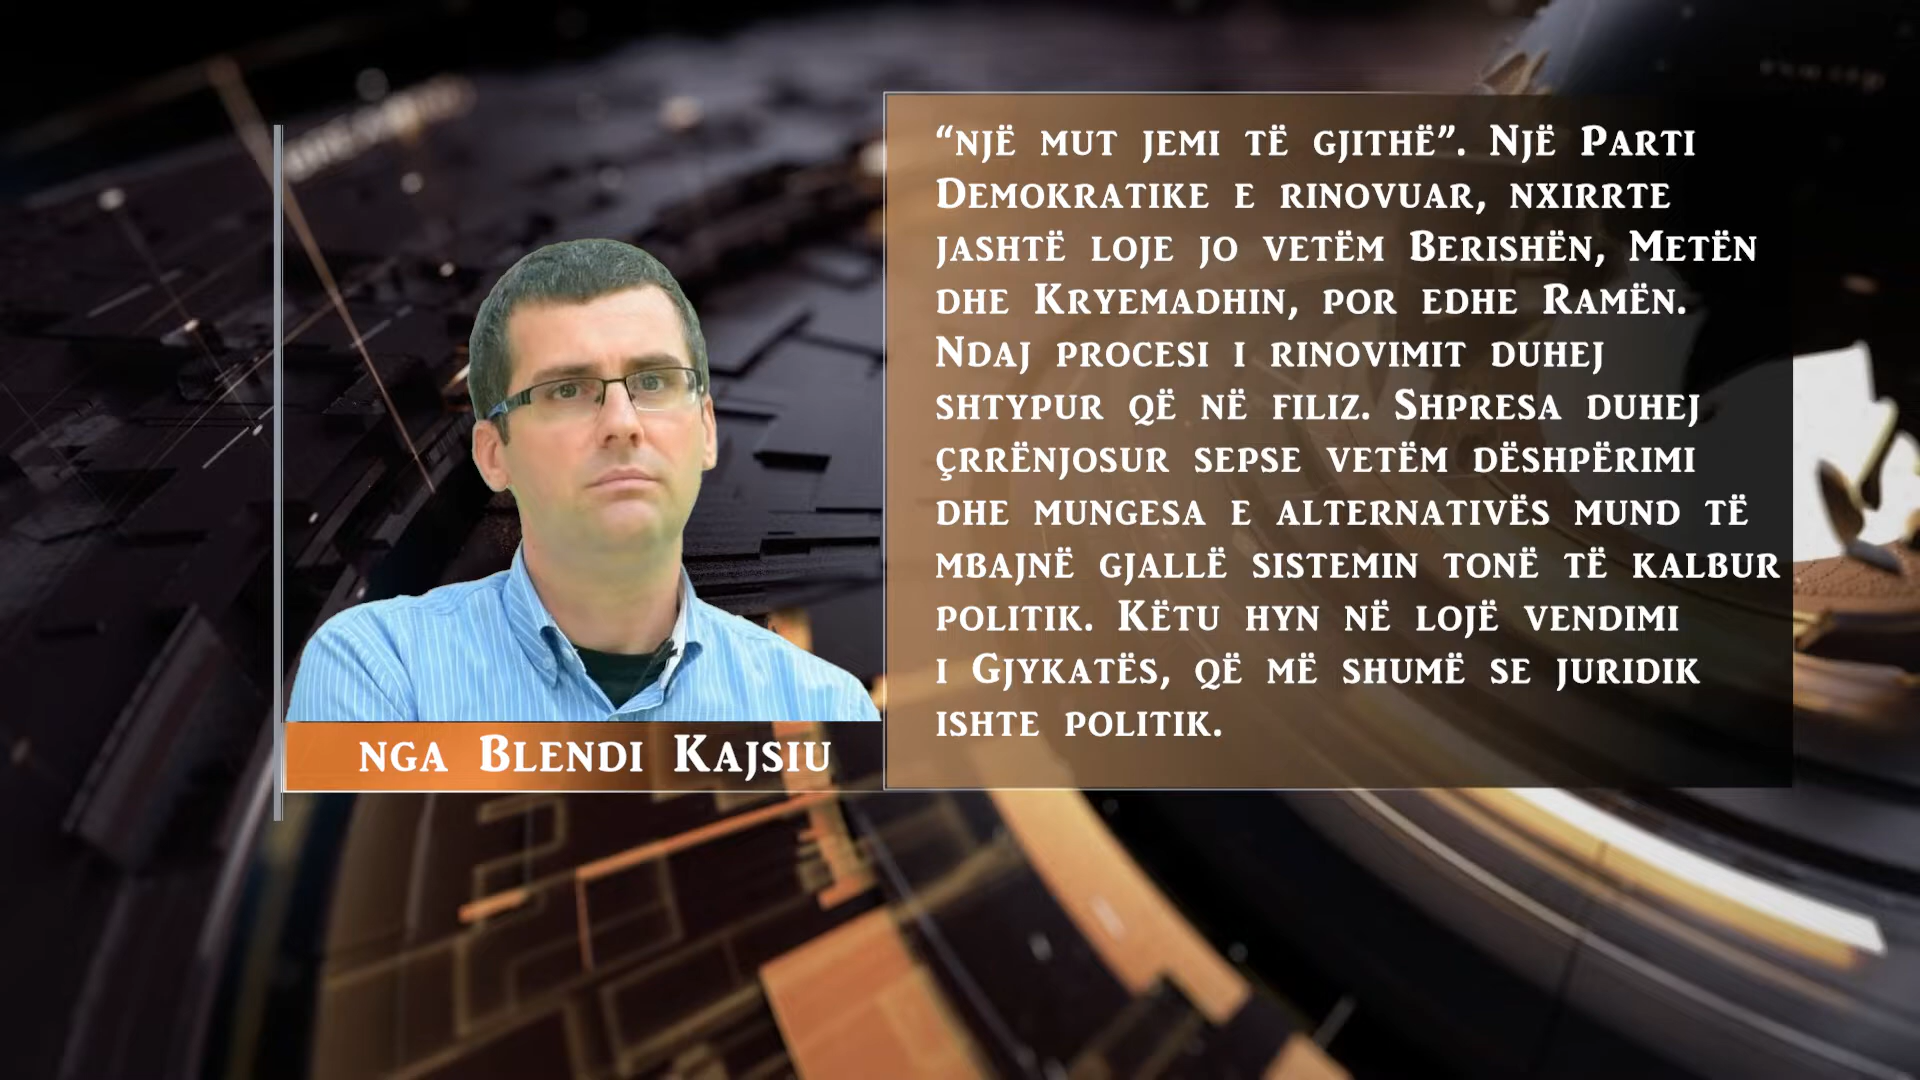 “një mut jemi të gjithë”. Një Parti
Demokratike e rinovuar, nxirrte
jashtë loje jo vetëm Berishën, Metën
dhe Kryemadhin, por edhe Ramën.
Ndaj procesi i rinovimit duhej
shtypur që në filiz. Shpresa duhej
çrrënjosur sepse vetëm dëshpërimi
dhe mungesa e alternativës mund të
mbajnë gjallë sistemin tonë të kalbur
politik. Këtu hyn në lojë vendimi
i Gjykatës, që më shumë se juridik
ishte politik.
nga Blendi Kajsiu